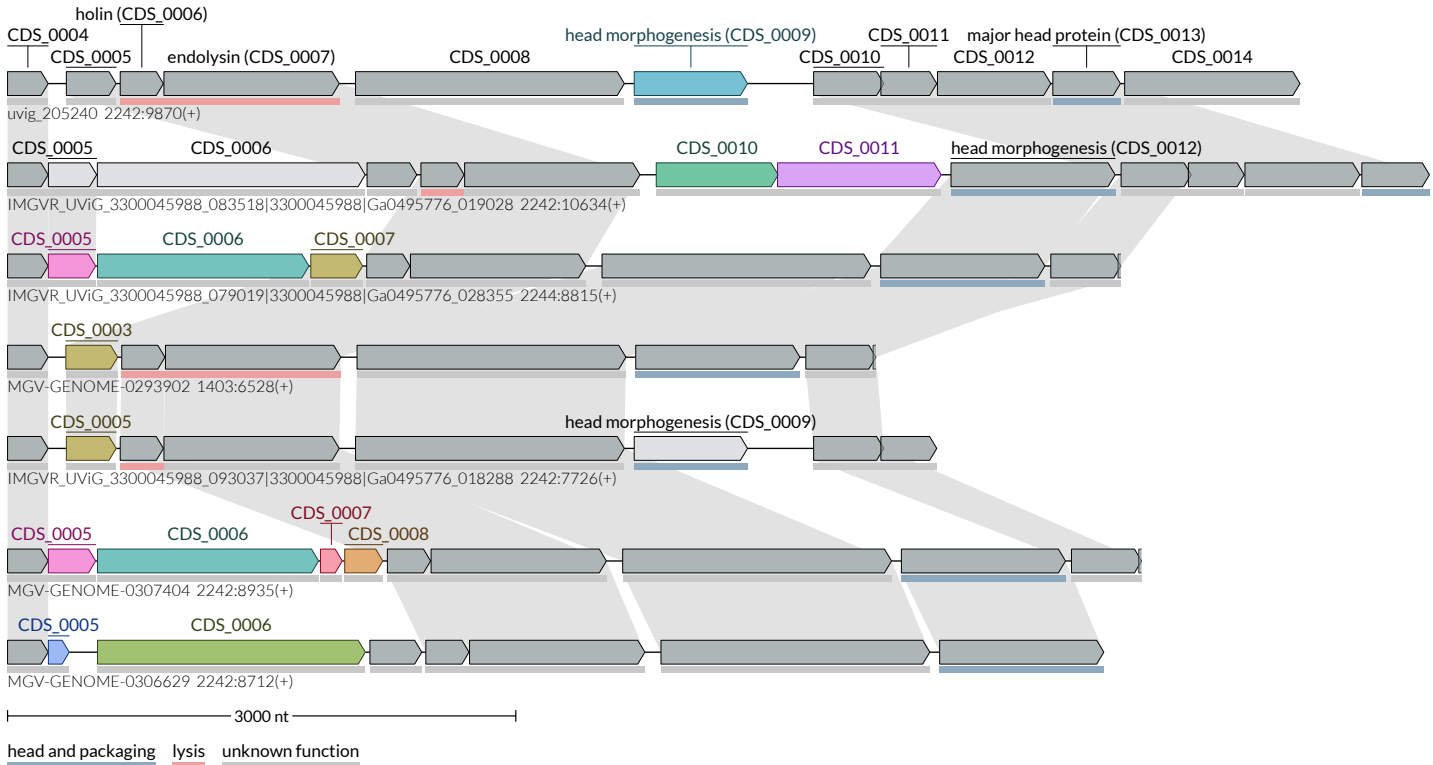 holin (CDS_0006)
CDS_0004 head morphogenesis (CDS_0009) CDS_0011 major head protein (CDS_0013)
CDS_0005 endolysin (CDS_0007) CDS_0008 CDS_0010 CDS_0012 CDS_0014
uvig_205240 2242:9870(+)
CDS_0005 CDS_0006 CDS_0010 CDS_0011 head morphogenesis (CDS_0012)
IMGVR_UViG_3300045988_083518|3300045988|Ga0495776_019028 2242:10634(+)
CDS_0005 CDS_0006 CDS_0007
IMGVR_UViG_3300045988_079019|3300045988|Ga0495776_028355 2244:8815(+)
CDS_0003
MGV-GENOME-0293902 1403:6528(+)
CDS_0005 head morphogenesis (CDS_0009)
IMGVR_UViG_3300045988_093037|3300045988|Ga0495776_018288 2242:7726(+)
CDS_0007
CDS_0005 CDS_0006 CDS_0008
MGV-GENOME-0307404 2242:8935(+)
CDS_0005 CDS_0006
MGV-GENOME-0306629 2242:8712(+)
3000 nt
head and packaging lysis unknown function